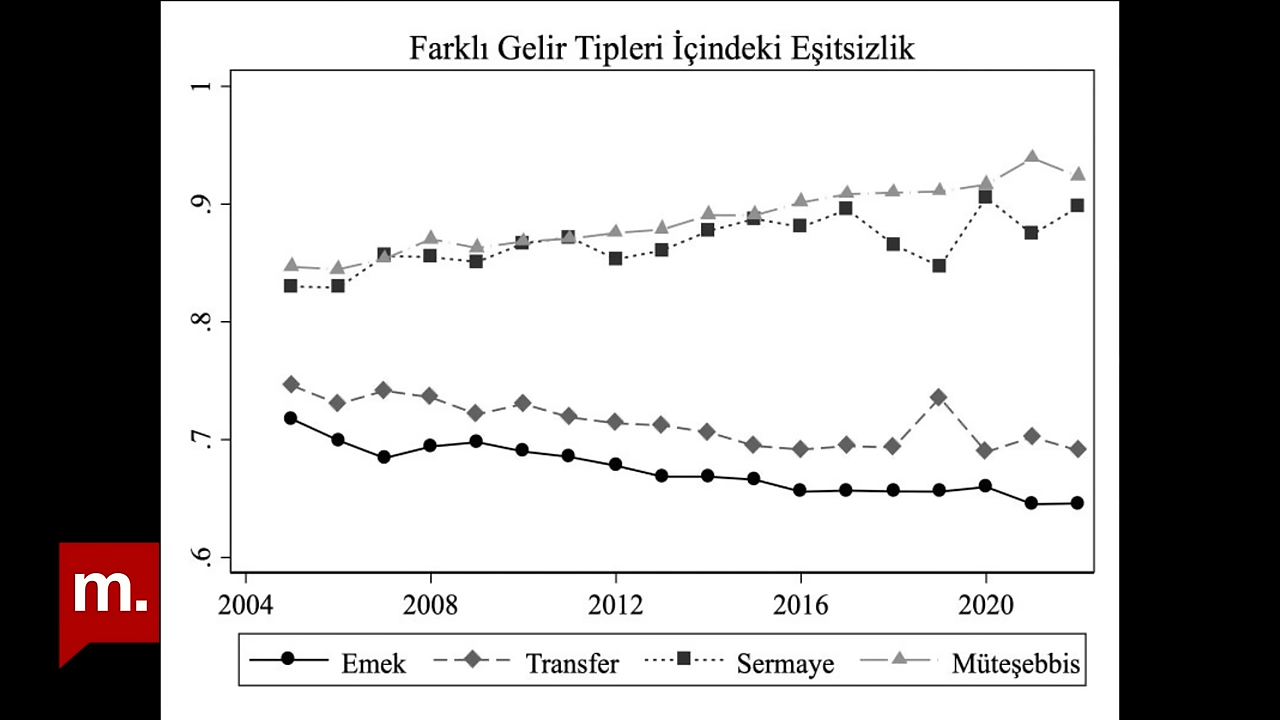 Farklı Gelir Tipleri İçindeki Eşitsizlik
1
.9
.8
.7
.6
2004 2008 2012 2016 2020
Emek Transfer Sermaye Müteşebbis
m.